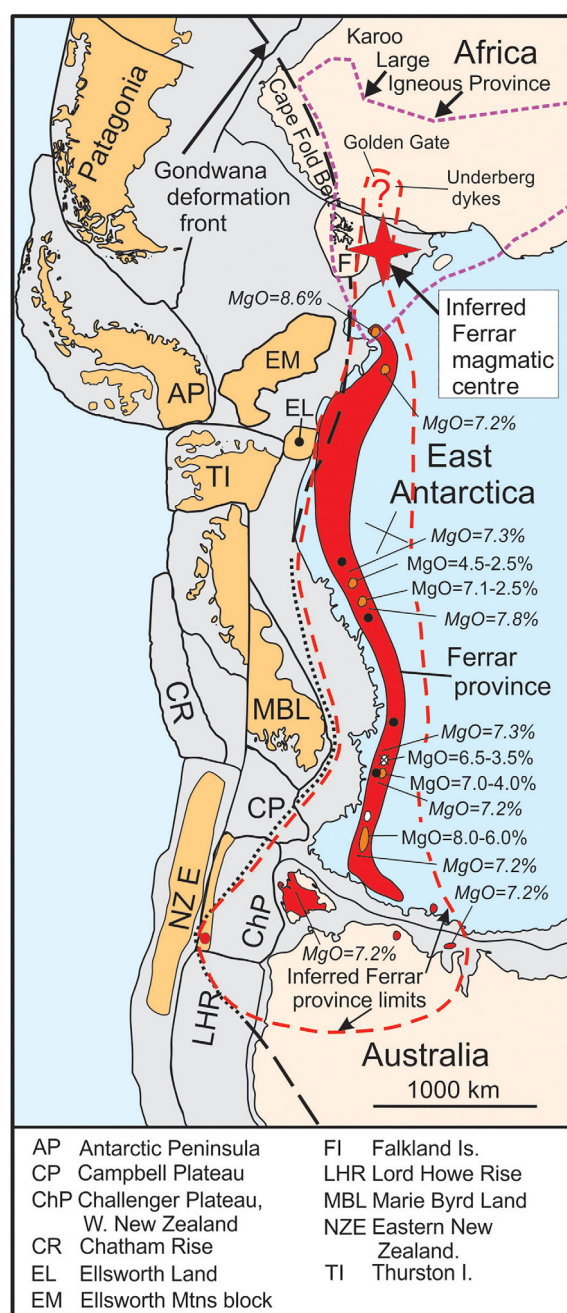 Karoo
Large
Igneous Province
Africa
Patagonia
Cape Fold Be
Golden Gate
?
Underberg
dykes
Gondwana
deformation
front
FI
MgO=8.6%
Inferred
Ferrar
magmatic
centre
EM
AP
EL
MgO=7.2%
TI
East
Antarctica
MgO=7.3%
MgO=4.5-2.5%
MgO=7.1-2.5%
MgO=7.8%
CR
Ferrar
province
MBL
MgO=7.3%
MgO=6.5-3.5%
MgO=7.0-4.0%
CP
MgO=7.2%
MgO=8.0-6.0%
NZ E
ChP
MgO=7.2%
MgO=7.2%
MgO=7.2%
Inferred Ferrar
province limits
LHR
Australia
1000 km
AP Antarctic Peninsula
CP Campbell Plateau
ChP Challenger Plateau,
W. New Zealand
CR Chatham Rise
EL Ellsworth Land
EM Ellsworth Mtns block
FI Falkland Is.
LHR Lord Howe Rise
MBL Marie Byrd Land
NZE Eastern New
Zealand.
TI Thurston I.